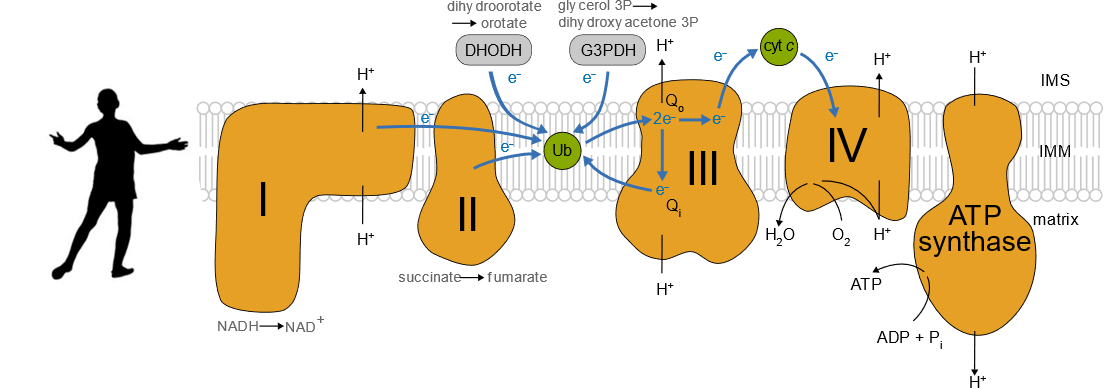 dihy droorotate
orotate
gly cerol 3P
dihy droxy acetone 3P
DHODH
G3PDH
H⁺
e⁻
e⁻
e⁻
cyt c
e⁻
H⁺
H⁺
H⁺
IMS
Qₒ
2e⁻
e⁻
e⁻
e⁻
Ub
I
II
III
IV
IMM
e⁻
Qᵢ
matrix
ATP
synthase
H⁺
H₂O
O₂
H⁺
succinate
fumarate
H⁺
ATP
NADH
NAD⁺
ADP + Pᵢ
H⁺